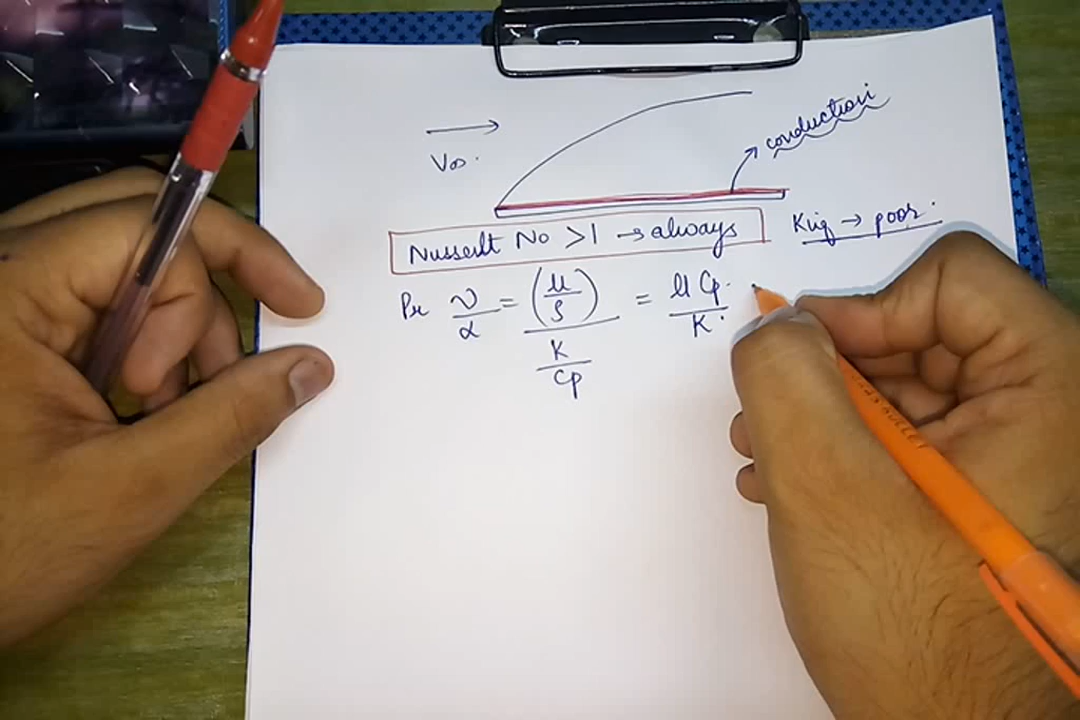 conduction
V∞.
Nusselt No >1 → always
Kliq → poor.
Pr ν/α = (μ/ρ)/(K/Cp) = μCp/K